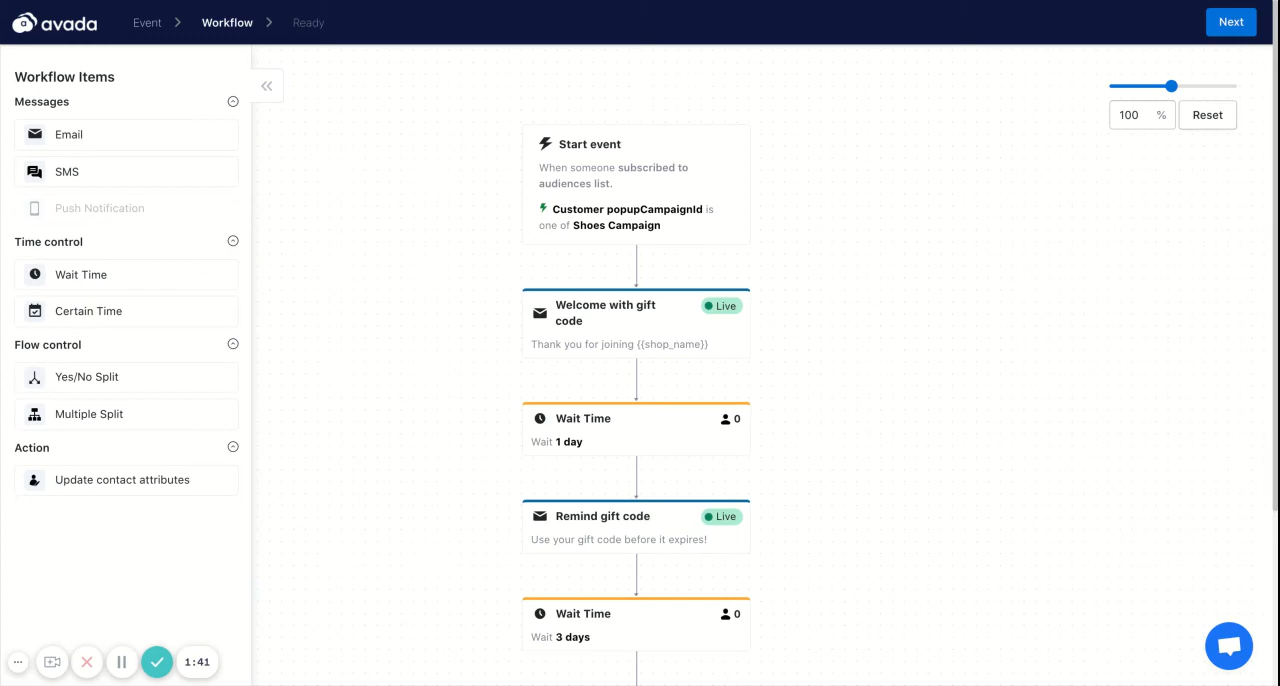 avada
Event
Workflow
Ready
Next
Workflow Items
Messages
Email
SMS
Push Notification
Time control
Wait Time
Certain Time
Flow control
Yes/No Split
Multiple Split
Action
Update contact attributes
1:41
100 %
Reset
Start event
When someone subscribed to
audiences list.
Customer popupCampaignId is
one of Shoes Campaign
Welcome with gift
code
Live
Thank you for joining {{shop_name}}
Wait Time
0
Wait 1 day
Remind gift code
Live
Use your gift code before it expires!
Wait Time
0
Wait 3 days